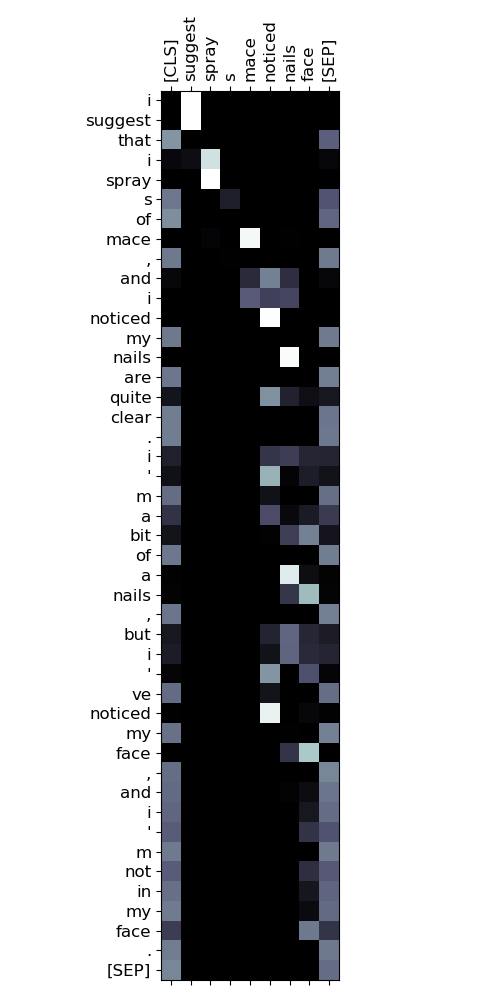 [CLS]
suggest
spray
s
mace
noticed
nails
face
[SEP]
i
suggest
that
i
spray
s
of
mace
,
and
i
noticed
my
nails
are
quite
clear
.
i
'
m
a
bit
of
a
nails
,
but
i
'
ve
noticed
my
face
,
and
i
'
m
not
in
my
face
.
[SEP]